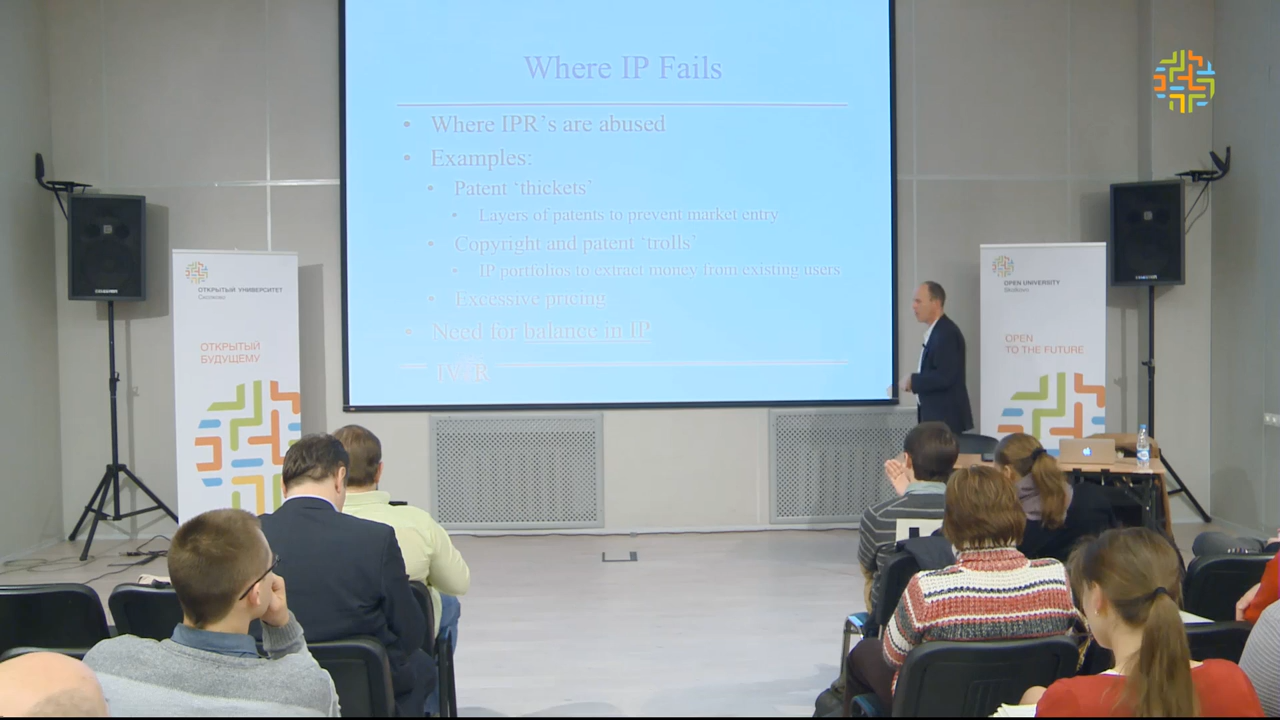 Where IP Fails
• Where IPR’s are abused
• Examples:
• Patent ‘thickets’
• Layers of patents to prevent market entry
• Copyright and patent ‘trolls’
• IP portfolios to extract money from existing users
• Excessive pricing
• Need for balance in IP
ОТКРЫТЫЙ УНИВЕРСИТЕТ
Сколково
ОТКРЫТЫЙ
БУДУЩЕМУ
OPEN UNIVERSITY
Skolkovo
OPEN
TO THE FUTURE